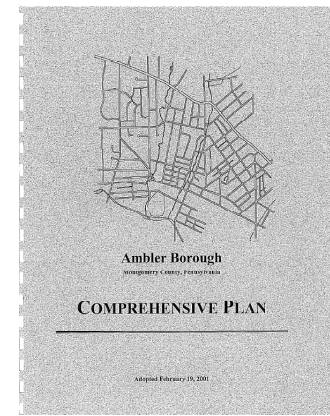 Ambler Borough
Montgomery County, Pennsylvania
COMPREHENSIVE PLAN
Adopted February 19, 2001